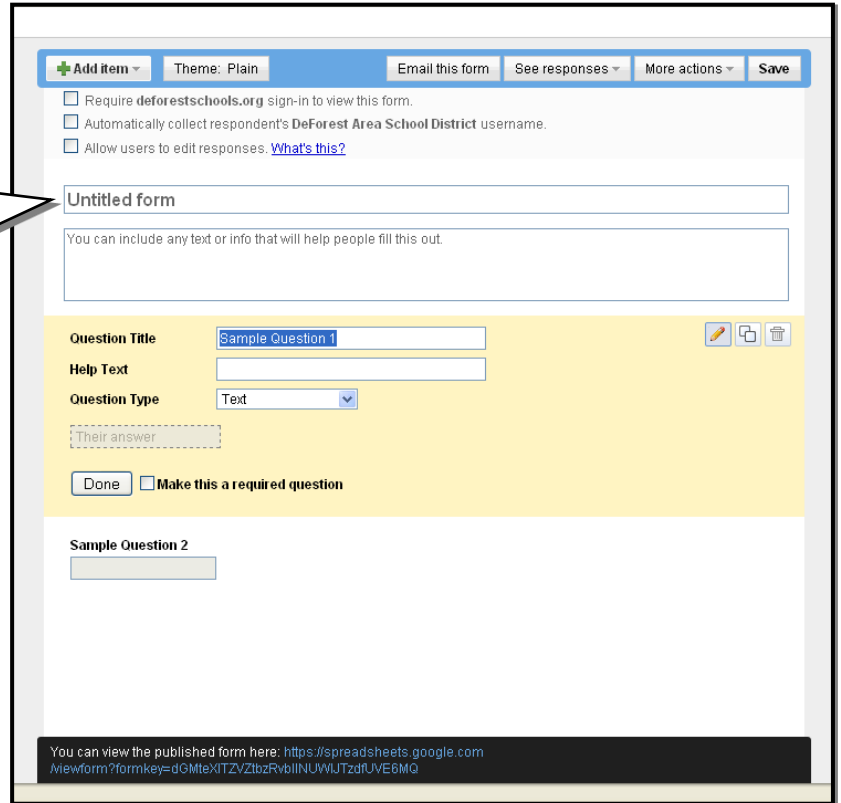 Add item Theme: Plain Email this form See responses More actions Save
Require deforestschools.org sign-in to view this form.
Automatically collect respondent's DeForest Area School District username.
Allow users to edit responses. What's this?
Untitled form
You can include any text or info that will help people fill this out.
Question Title Sample Question 1
Help Text
Question Type Text
Their answer
Done Make this a required question
Sample Question 2
You can view the published form here: https://spreadsheets.google.com